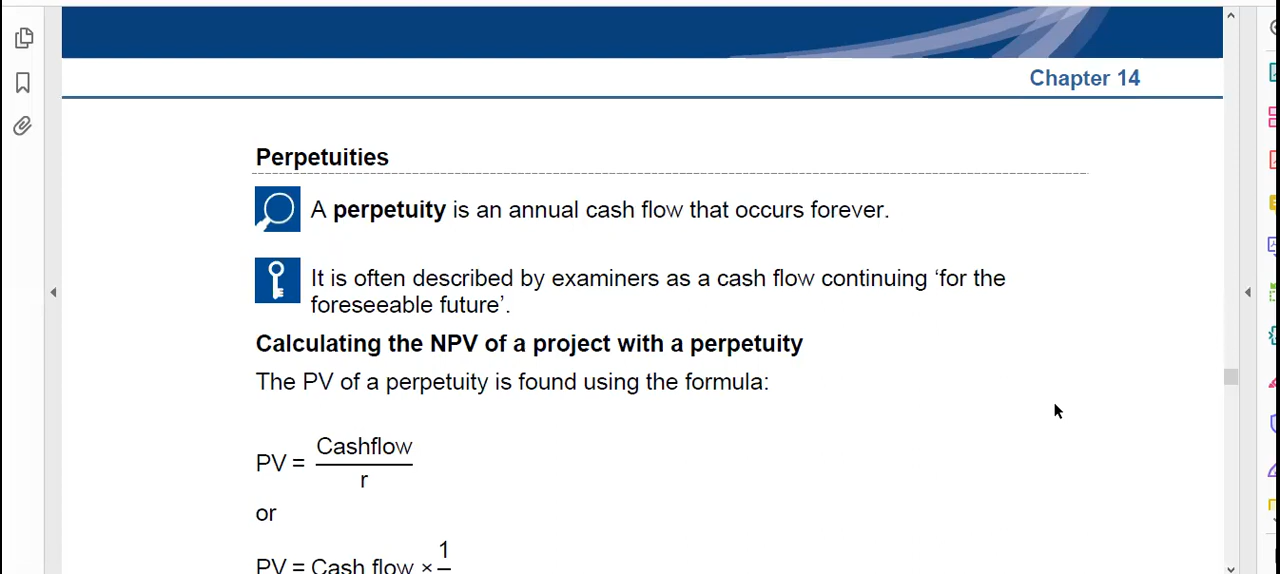 Chapter 14
Perpetuities
A perpetuity is an annual cash flow that occurs forever.
It is often described by examiners as a cash flow continuing ‘for the
foreseeable future’.
Calculating the NPV of a project with a perpetuity
The PV of a perpetuity is found using the formula:
PV = Cashflow
r
or
PV = Cash flow × 1